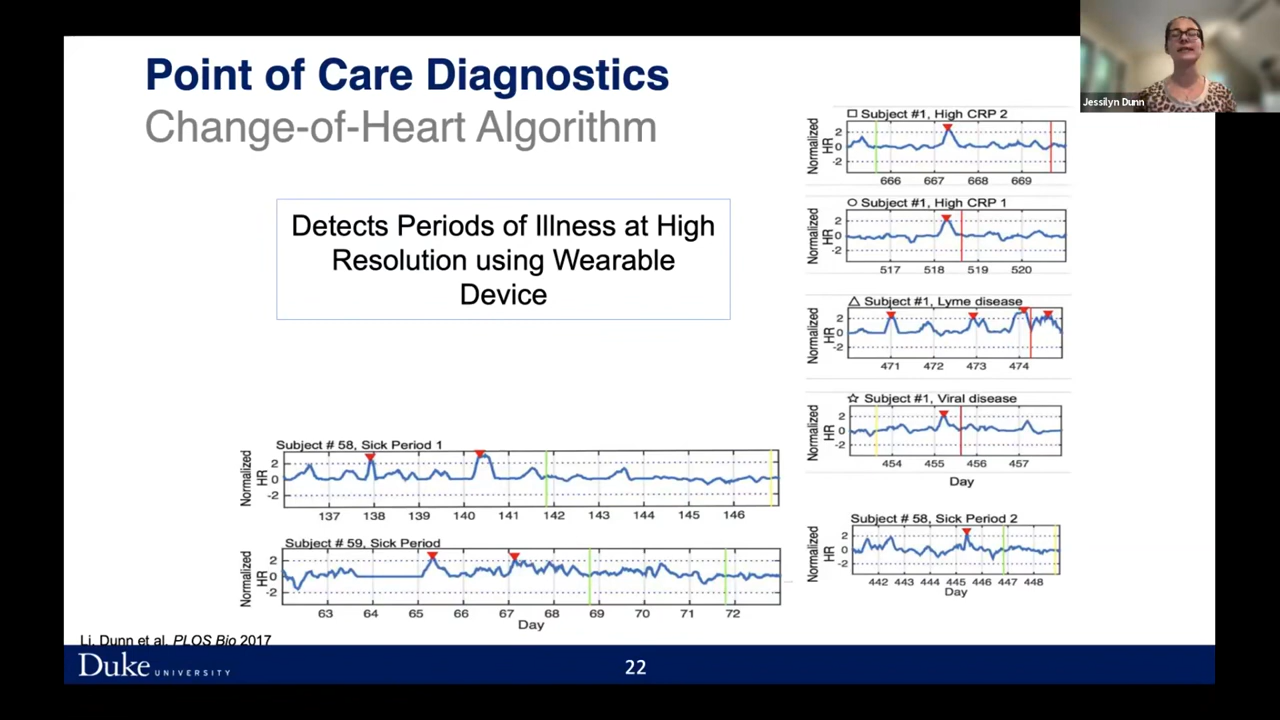 Point of Care Diagnostics
Change-of-Heart Algorithm
Detects Periods of Illness at High
Resolution using Wearable
Device
Jessilyn Dunn
□ Subject #1, High CRP 2
Normalized
HR
2
0
-2
666 667 668 669
○ Subject #1, High CRP 1
Normalized
HR
2
0
-2
517 518 519 520
△ Subject #1, Lyme disease
Normalized
HR
2
0
-2
471 472 473 474
☆ Subject #1, Viral disease
Normalized
HR
2
0
-2
454 455 456 457
Day
Subject # 58, Sick Period 1
Normalized
HR
2
0
-2
137 138 139 140 141 142 143 144 145 146
Subject # 59, Sick Period
Normalized
HR
2
0
-2
63 64 65 66 67 68 69 70 71 72
Day
Subject # 58, Sick Period 2
Normalized
HR
2
0
-2
442 443 444 445 446 447 448
Day
Li, Dunn et al. PLOS Bio 2017
Duke UNIVERSITY
22